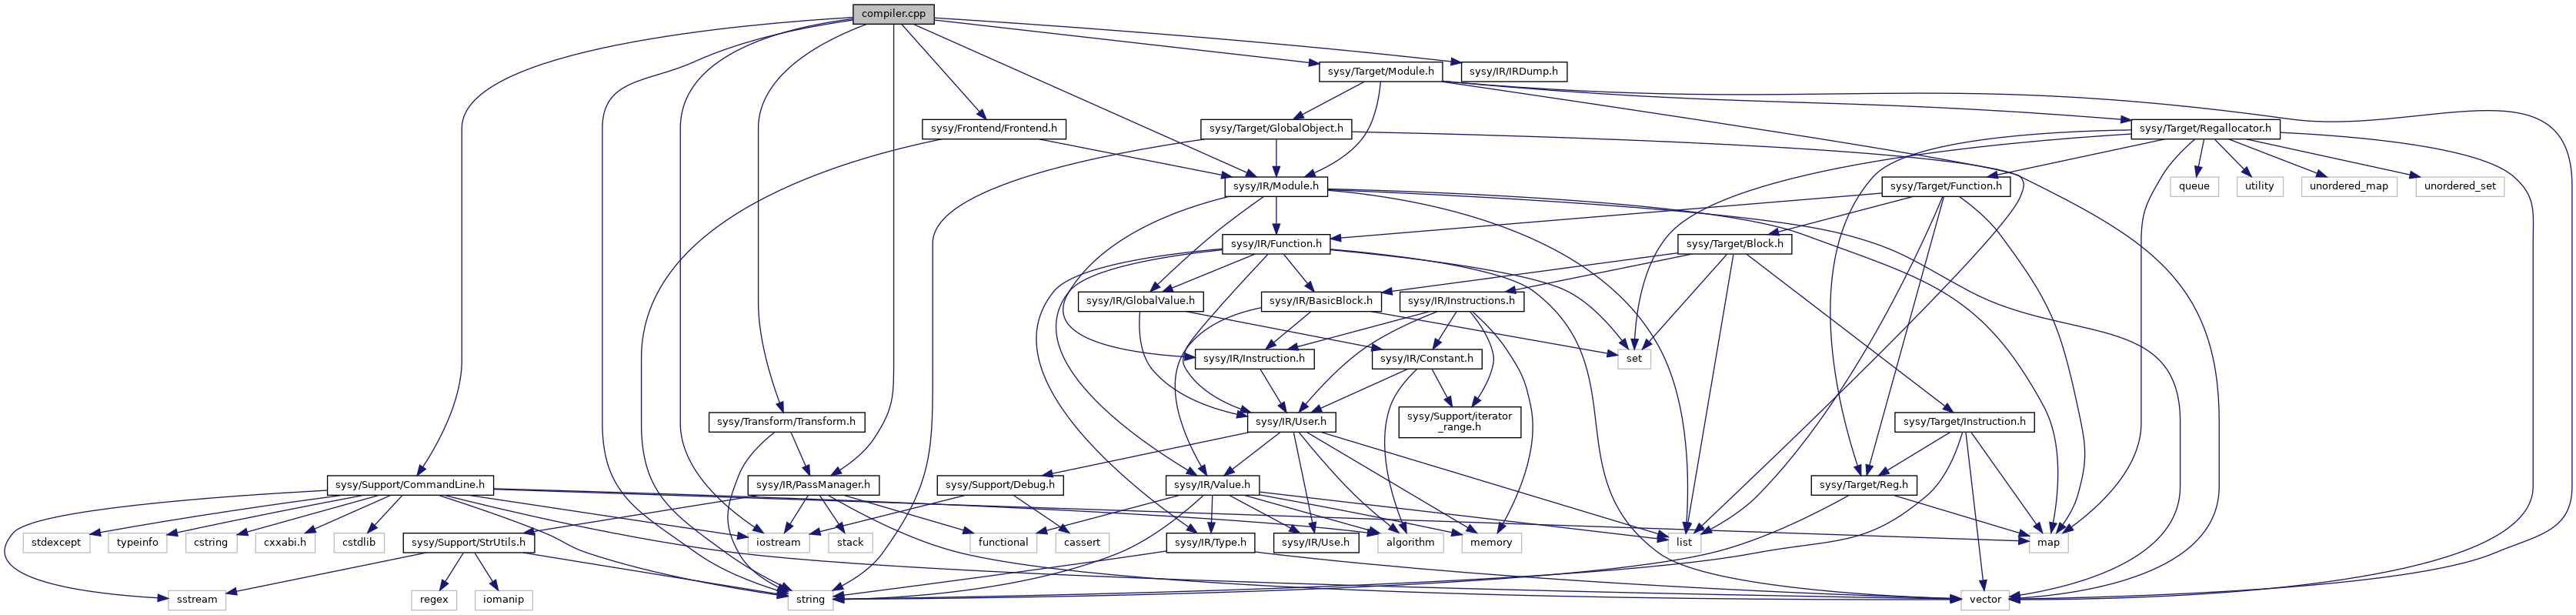 compiler.cpp
sysy/Target/Module.h
sysy/IR/IRDump.h
sysy/Frontend/Frontend.h
sysy/Target/GlobalObject.h
sysy/Target/Regallocator.h
sysy/IR/Module.h
sysy/Target/Function.h
queue
utility
unordered_map
unordered_set
sysy/IR/Function.h
sysy/Target/Block.h
sysy/IR/GlobalValue.h
sysy/IR/BasicBlock.h
sysy/IR/Instructions.h
sysy/IR/Instruction.h
sysy/IR/Constant.h
set
sysy/Transform/Transform.h
sysy/IR/User.h
sysy/Support/iterator
_range.h
sysy/Target/Instruction.h
sysy/Support/CommandLine.h
sysy/IR/PassManager.h
sysy/Support/Debug.h
sysy/IR/Value.h
sysy/Target/Reg.h
stdexcept
typeinfo
cstring
cxxabi.h
cstdlib
sysy/Support/StrUtils.h
iostream
stack
functional
cassert
sysy/IR/Type.h
sysy/IR/Use.h
algorithm
memory
list
map
sstream
regex
iomanip
string
vector